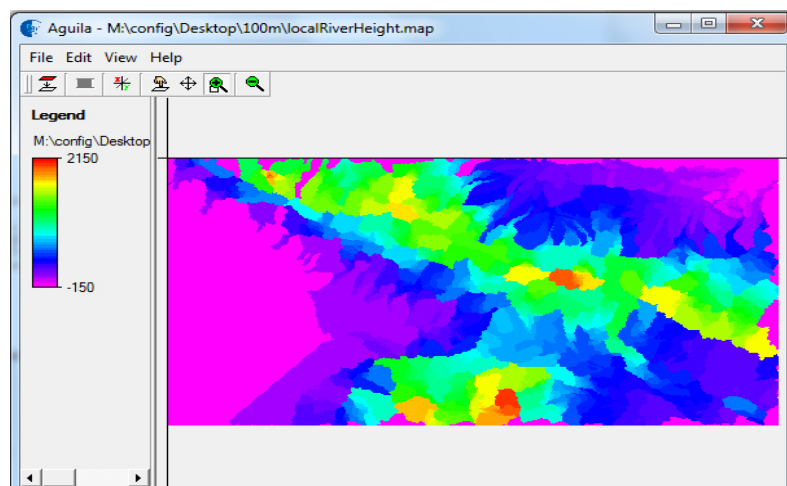 Aguila - M:\config\Desktop\100m\localRiverHeight.map
File Edit View Help
Legend
M:\config\Desktop
2150
-150